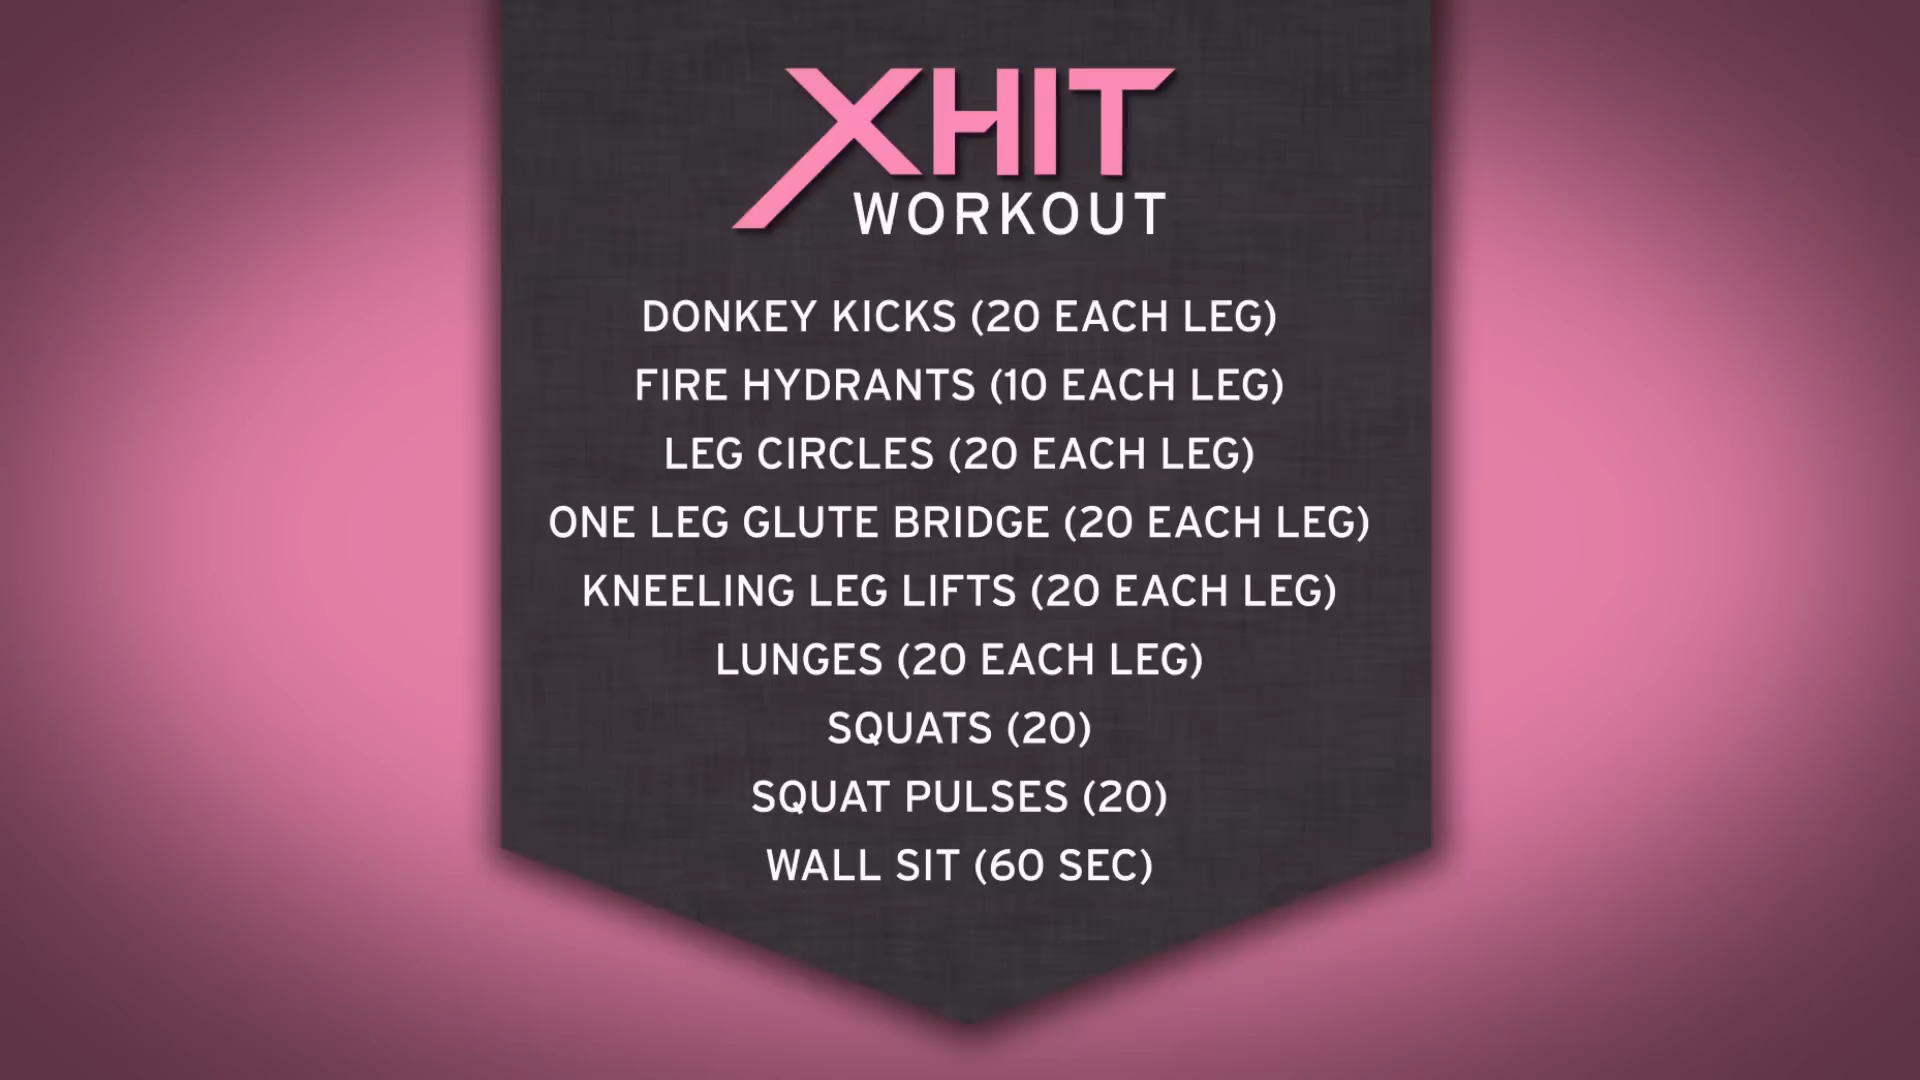 XHIT
WORKOUT
DONKEY KICKS (20 EACH LEG)
FIRE HYDRANTS (10 EACH LEG)
LEG CIRCLES (20 EACH LEG)
ONE LEG GLUTE BRIDGE (20 EACH LEG)
KNEELING LEG LIFTS (20 EACH LEG)
LUNGES (20 EACH LEG)
SQUATS (20)
SQUAT PULSES (20)
WALL SIT (60 SEC)